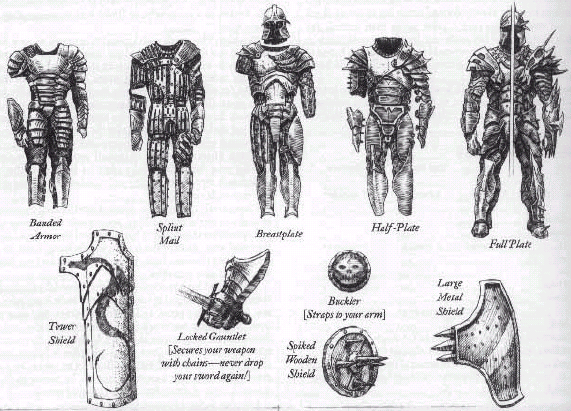 Banded
Armor
Splint
Mail
Breastplate
Half-Plate
Full Plate
Tower
Shield
Locked Gauntlet
[Secures your weapon
with chains—never drop
your sword again!]
Buckler
[Straps to your arm]
Spiked
Wooden
Shield
Large
Metal
Shield